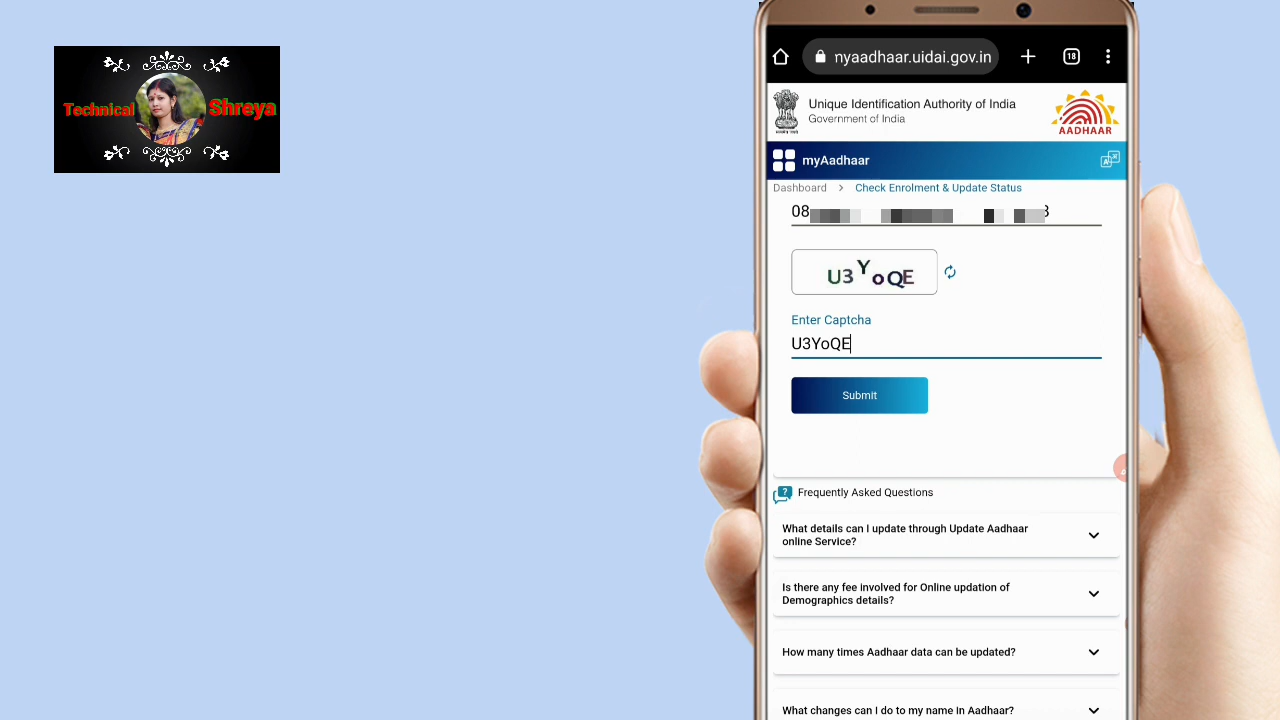 Technical Shreya
18
myaadhaar.uidai.gov.in
Unique Identification Authority of India
Government of India
AADHAAR
myAadhaar
Dashboard > Check Enrolment & Update Status
08 3
U3YoQE
Enter Captcha
U3YoQE
Submit
Frequently Asked Questions
What details can I update through Update Aadhaar
online Service?
Is there any fee involved for Online updation of
Demographics details?
How many times Aadhaar data can be updated?
What changes can I do to my name in Aadhaar?